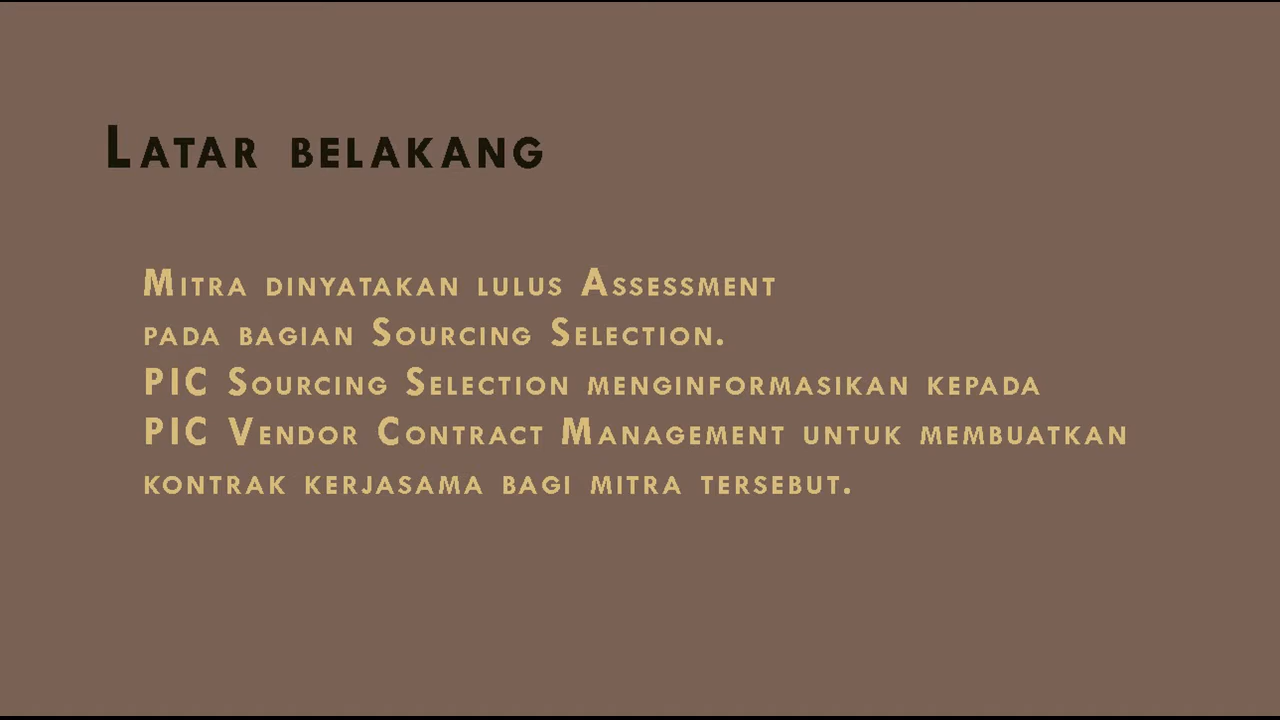 Latar belakang
Mitra dinyatakan lulus Assessment
pada bagian Sourcing Selection.
PIC Sourcing Selection menginformasikan kepada
PIC Vendor Contract Management untuk membuatkan
kontrak kerjasama bagi mitra tersebut.